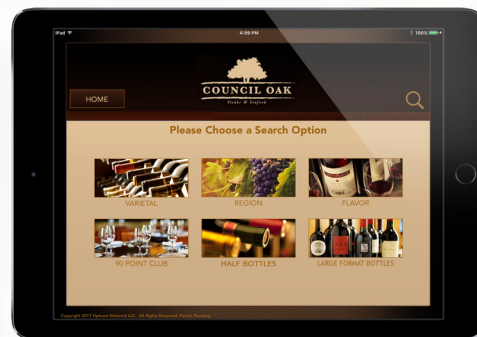 iPad
4:09 PM
100%
COUNCIL OAK
Steaks & Seafood
HOME
Please Choose a Search Option
VARIETAL
REGION
FLAVOR
90 POINT CLUB
HALF BOTTLES
LARGE FORMAT BOTTLES
Copyright 2017 Uptown Network LLC. All Rights Reserved. Patent Pending